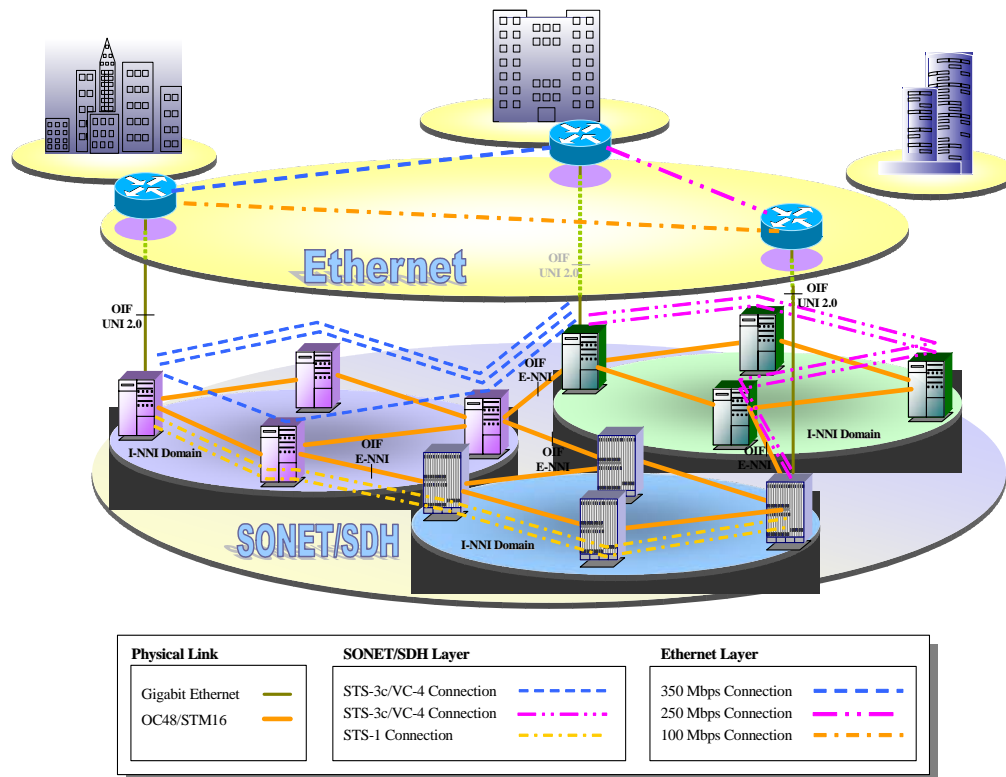 Ethernet
OIF
UNI 2.0
OIF
UNI 2.0
OIF
UNI 2.0
OIF
E-NNI
I-NNI Domain
I-NNI Domain
OIF
E-NNI
OIF
E-NNI
OIF
E-NNI
SONET/SDH
I-NNI Domain
Physical Link
Gigabit Ethernet
OC48/STM16
SONET/SDH Layer
STS-3c/VC-4 Connection
STS-3c/VC-4 Connection
STS-1 Connection
Ethernet Layer
350 Mbps Connection
250 Mbps Connection
100 Mbps Connection